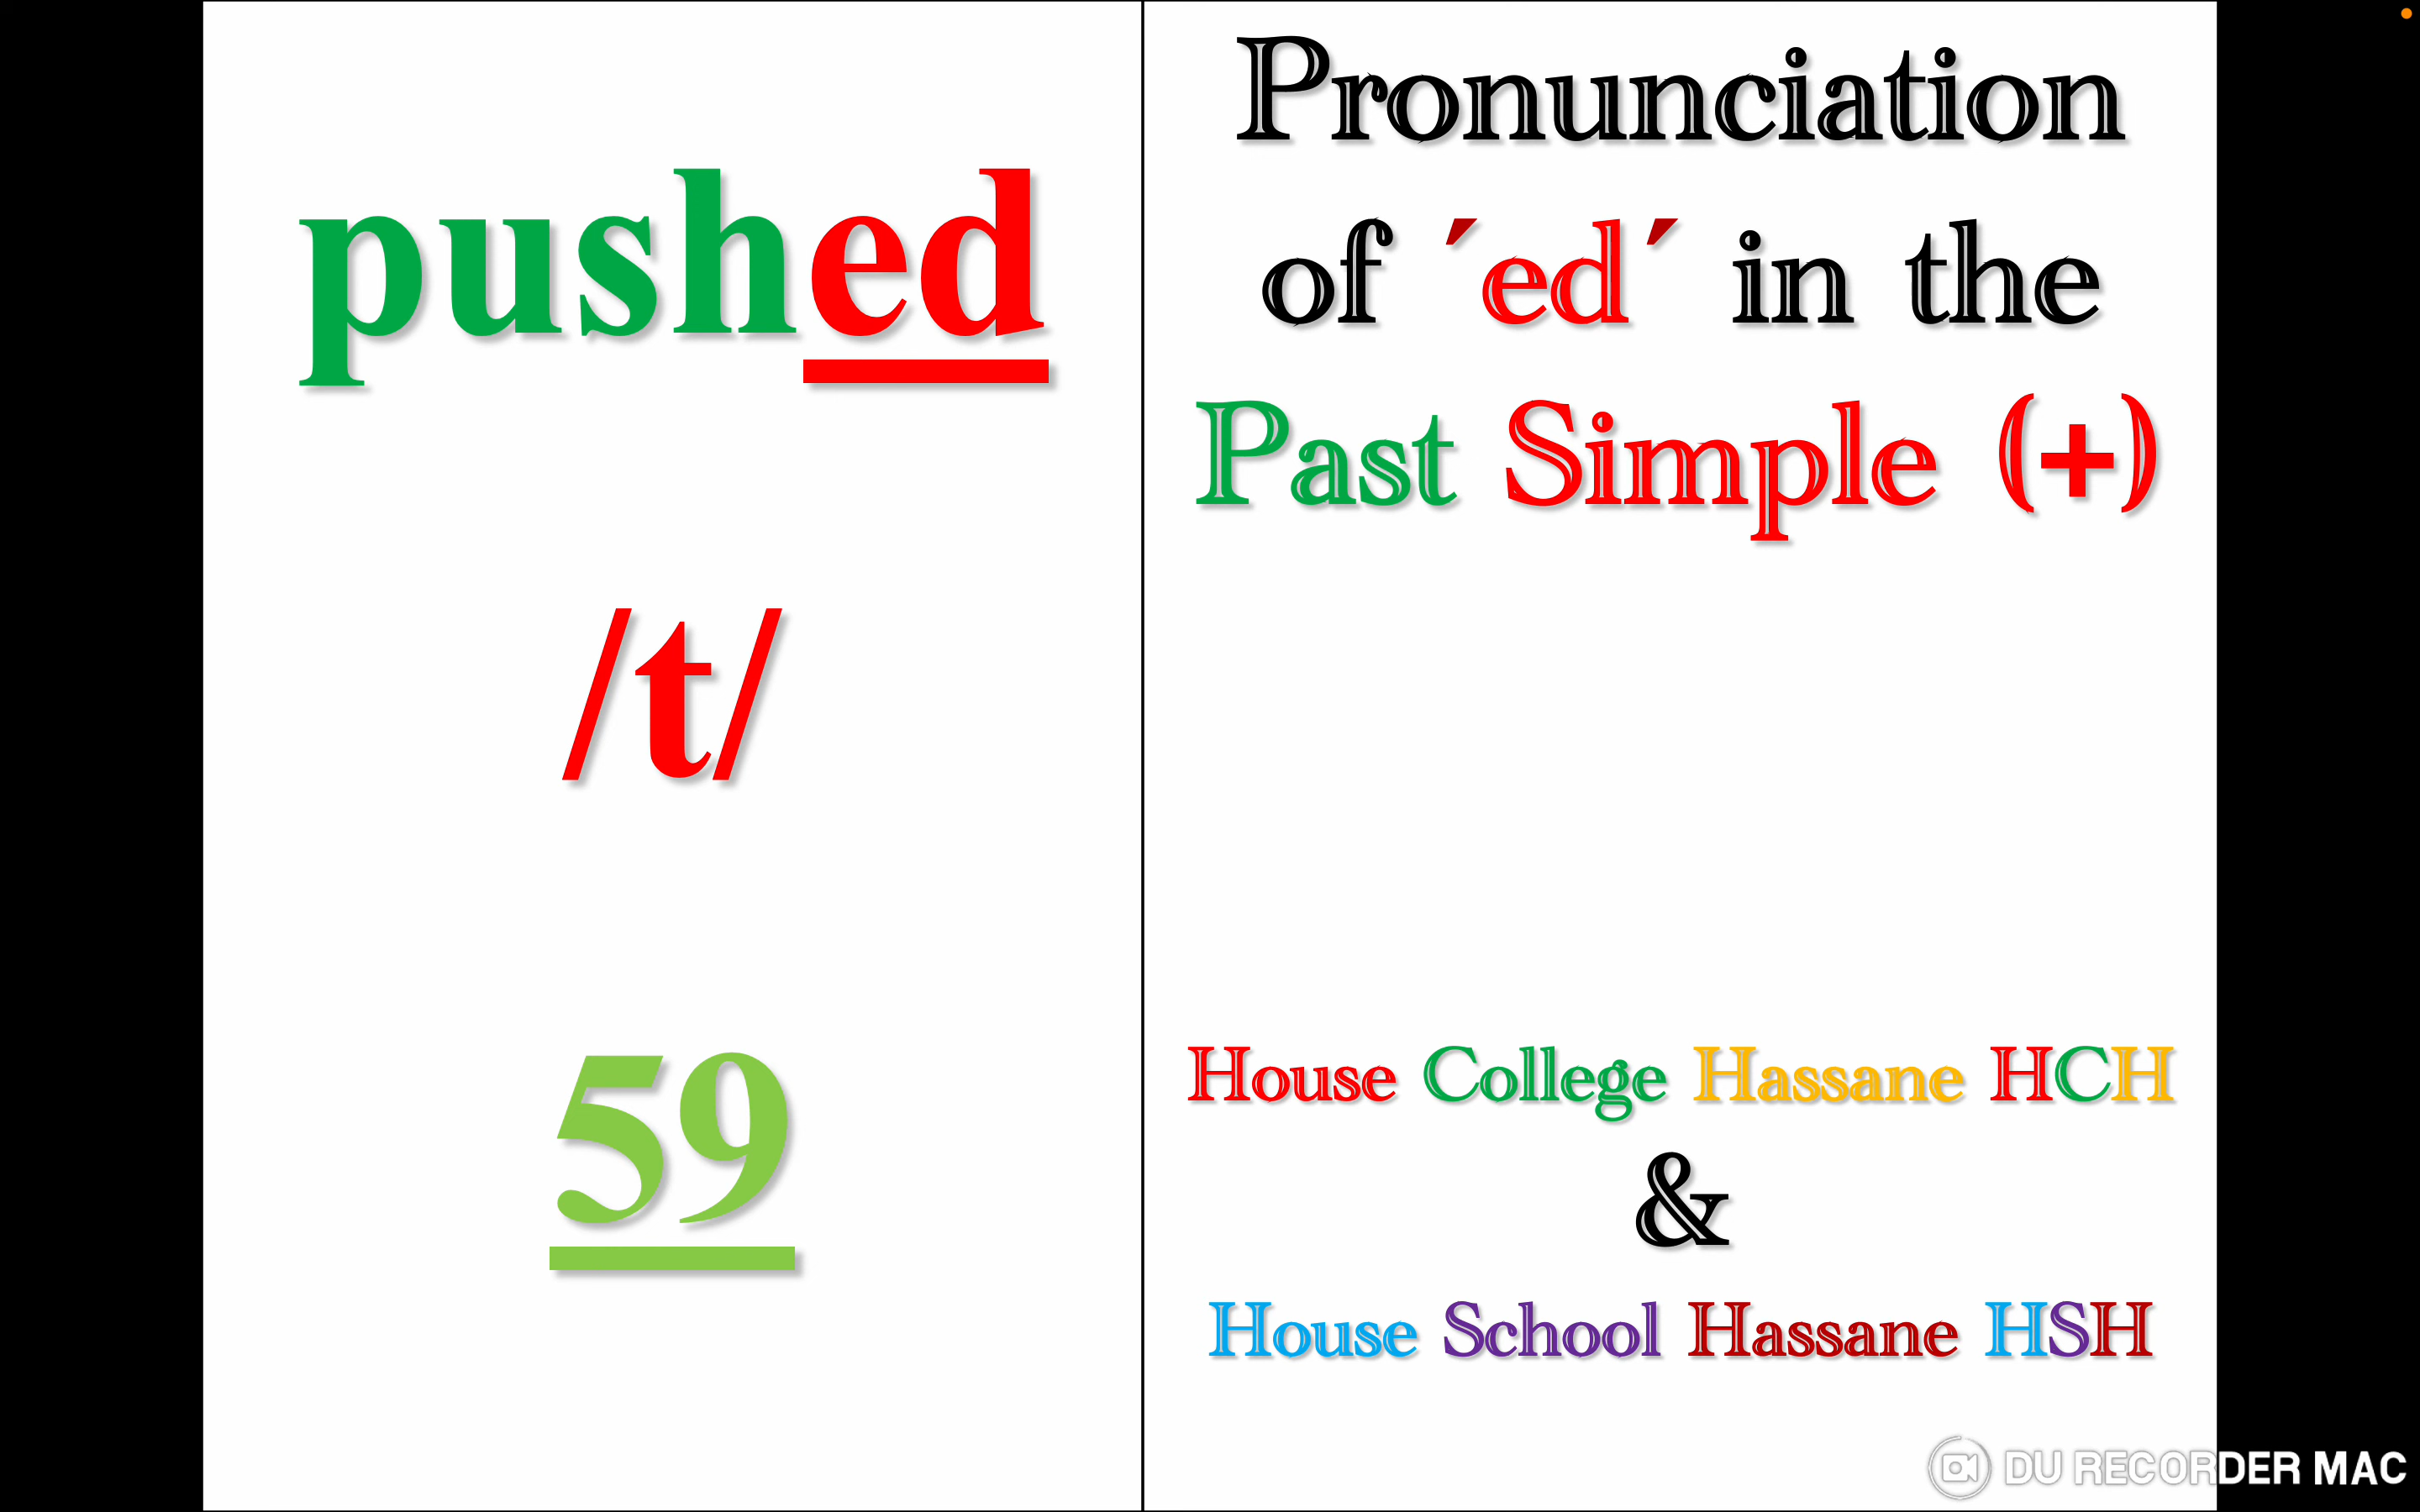 pushed
/t/
59
Pronunciation
of ´ed´ in the
Past Simple (+)
House College Hassane HCH
&
House School Hassane HSH
DU RECORDER MAC